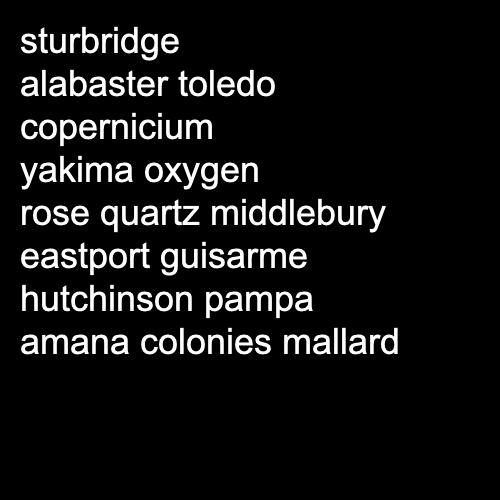 sturbridge
alabaster toledo
copernicium
yakima oxygen
rose quartz middlebury
eastport guisarme
hutchinson pampa
amana colonies mallard